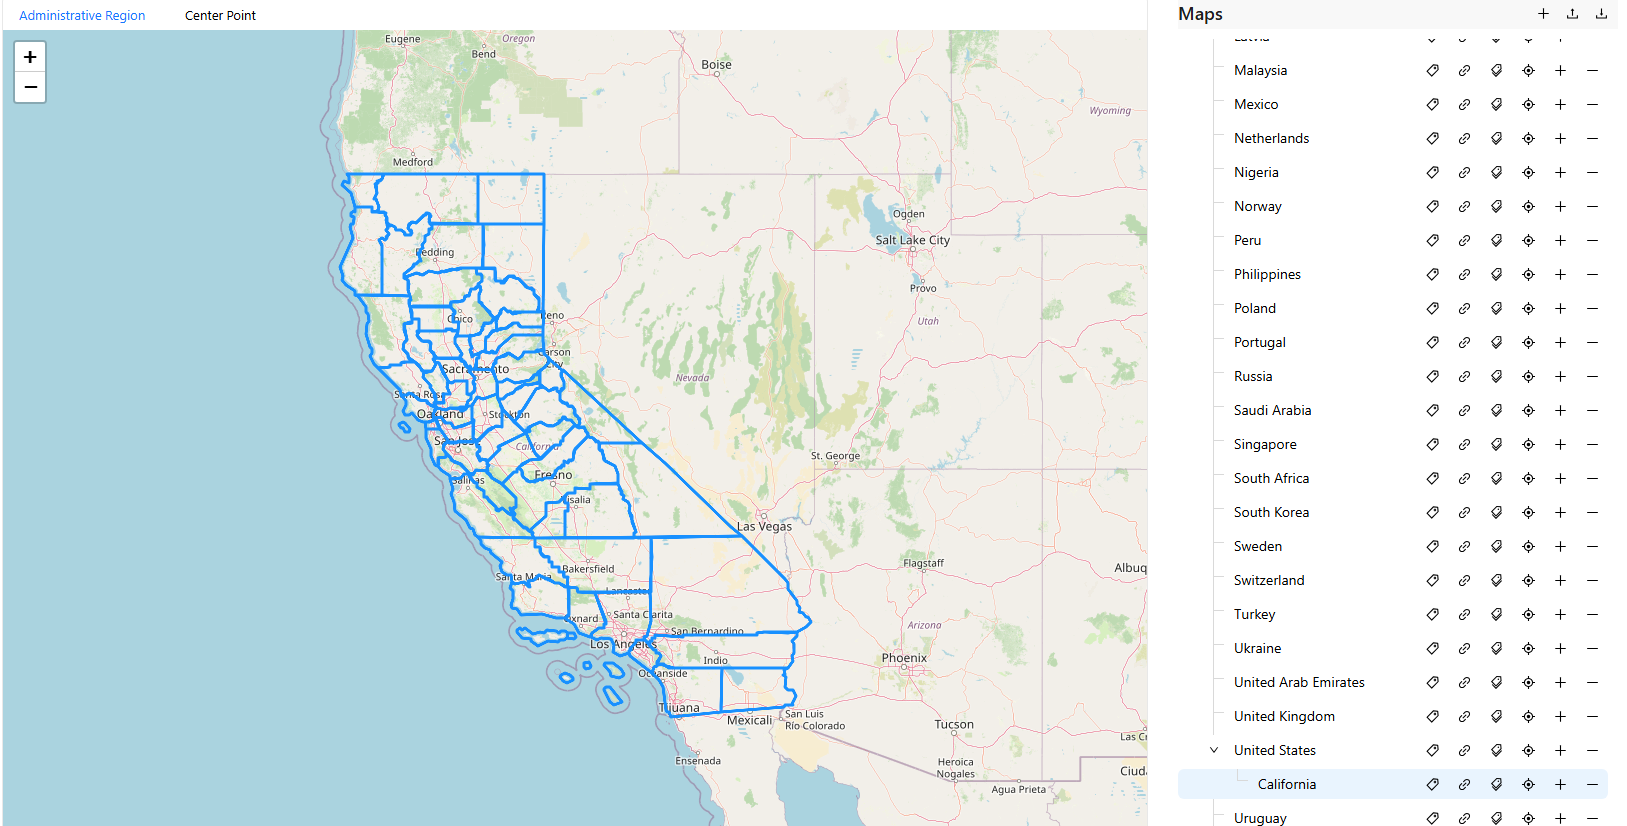 Administrative Region
Center Point
+
−
Eugene
Oregon
Bend
Boise
Wyoming
Medford
Ogden
Salt Lake City
Redding
Provo
Chico
Reno
Utah
Carson
City
Sacramento
Nevada
Santa Rosa
Oakland
Stockton
San Jose
California
St. George
Fresno
Salinas
Visalia
Las Vegas
Flagstaff
Bakersfield
Albuq
Santa Maria
Lancaster
Santa Clarita
Oxnard
Arizona
San Bernardino
Los Angeles
Indio
Phoenix
Oceanside
Tijuana
Mexicali
San Luis
Río Colorado
Tucson
Las Cr
Ensenada
Heroica
Nogales
Ciud
Agua Prieta
Maps
Latvia
Malaysia
Mexico
Netherlands
Nigeria
Norway
Peru
Philippines
Poland
Portugal
Russia
Saudi Arabia
Singapore
South Africa
South Korea
Sweden
Switzerland
Turkey
Ukraine
United Arab Emirates
United Kingdom
United States
California
Uruguay